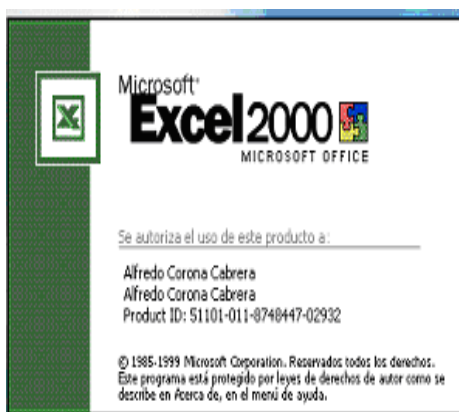 Microsoft®
Excel 2000
MICROSOFT OFFICE
Se autoriza el uso de este producto a:
Alfredo Corona Cabrera
Alfredo Corona Cabrera
Product ID: 51101-011-8748447-02932
© 1985-1999 Microsoft Corporation. Reservados todos los derechos.
Este programa está protegido por leyes de derechos de autor como se
describe en Acerca de, en el menú de ayuda.